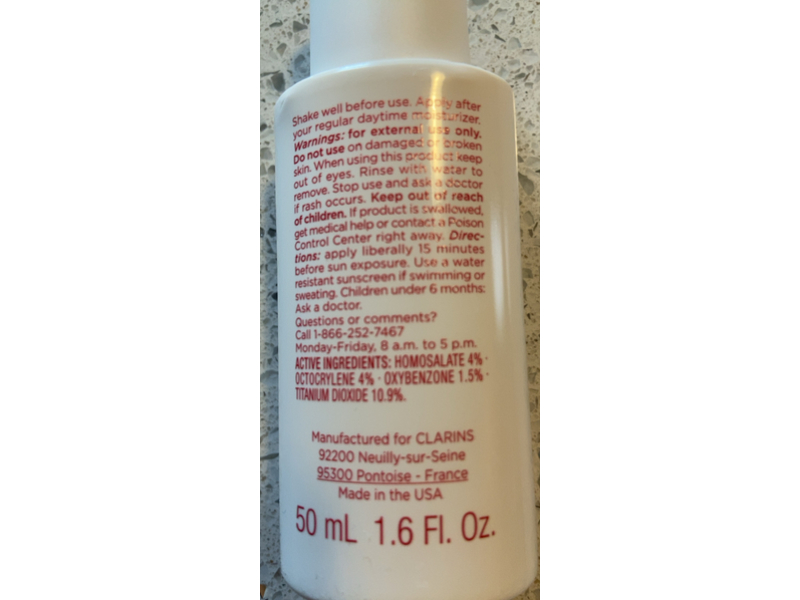 Shake well before use. Apply after
your regular daytime moisturizer.
Warnings: for external use only.
Do not use on damaged or broken
skin. When using this product keep
out of eyes. Rinse with water to
remove. Stop use and ask a doctor
if rash occurs. Keep out of reach
of children. If product is swallowed,
get medical help or contact a Poison
Control Center right away. Direc-
tions: apply liberally 15 minutes
before sun exposure. Use a water
resistant sunscreen if swimming or
sweating. Children under 6 months:
Ask a doctor.
Questions or comments?
Call 1-866-252-7467
Monday-Friday, 8 a.m. to 5 p.m.
ACTIVE INGREDIENTS: HOMOSALATE 4% ·
OCTOCRYLENE 4% · OXYBENZONE 1.5% ·
TITANIUM DIOXIDE 10.9%.
Manufactured for CLARINS
92200 Neuilly-sur-Seine
95300 Pontoise - France
Made in the USA
50 mL 1.6 Fl. Oz.